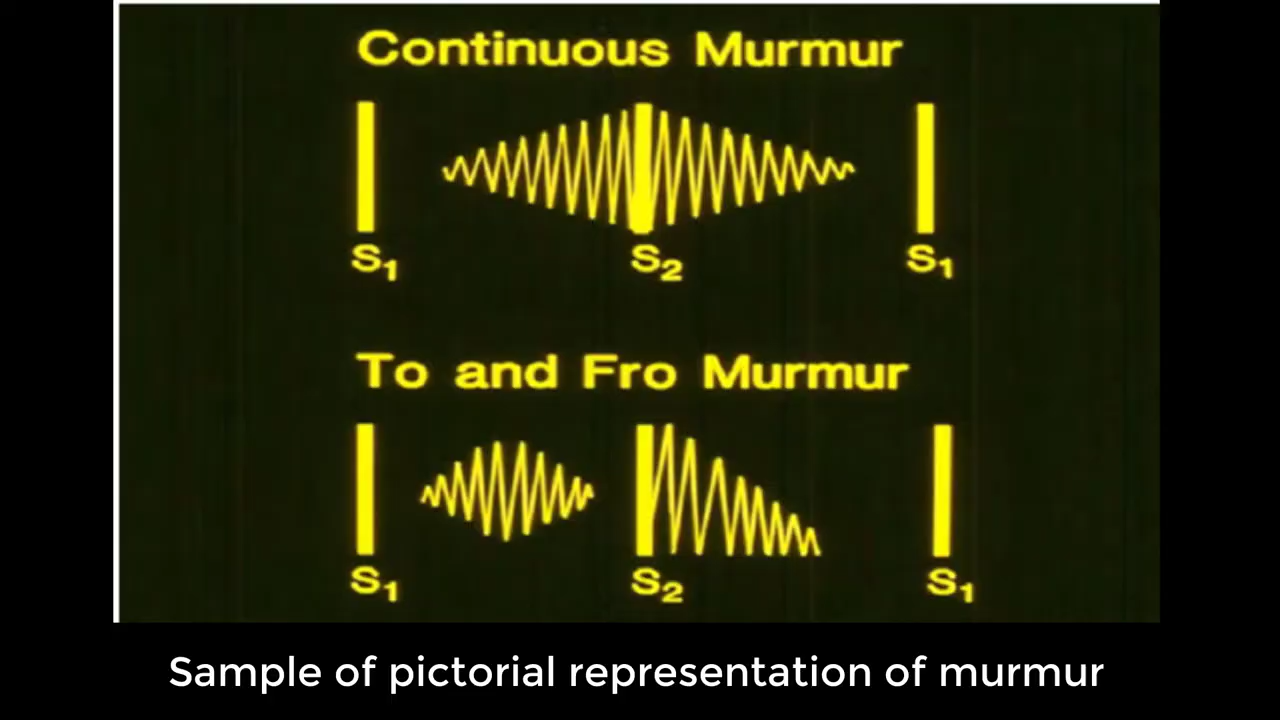 Continuous Murmur
S₁ S₂ S₁
To and Fro Murmur
S₁ S₂ S₁
Sample of pictorial representation of murmur